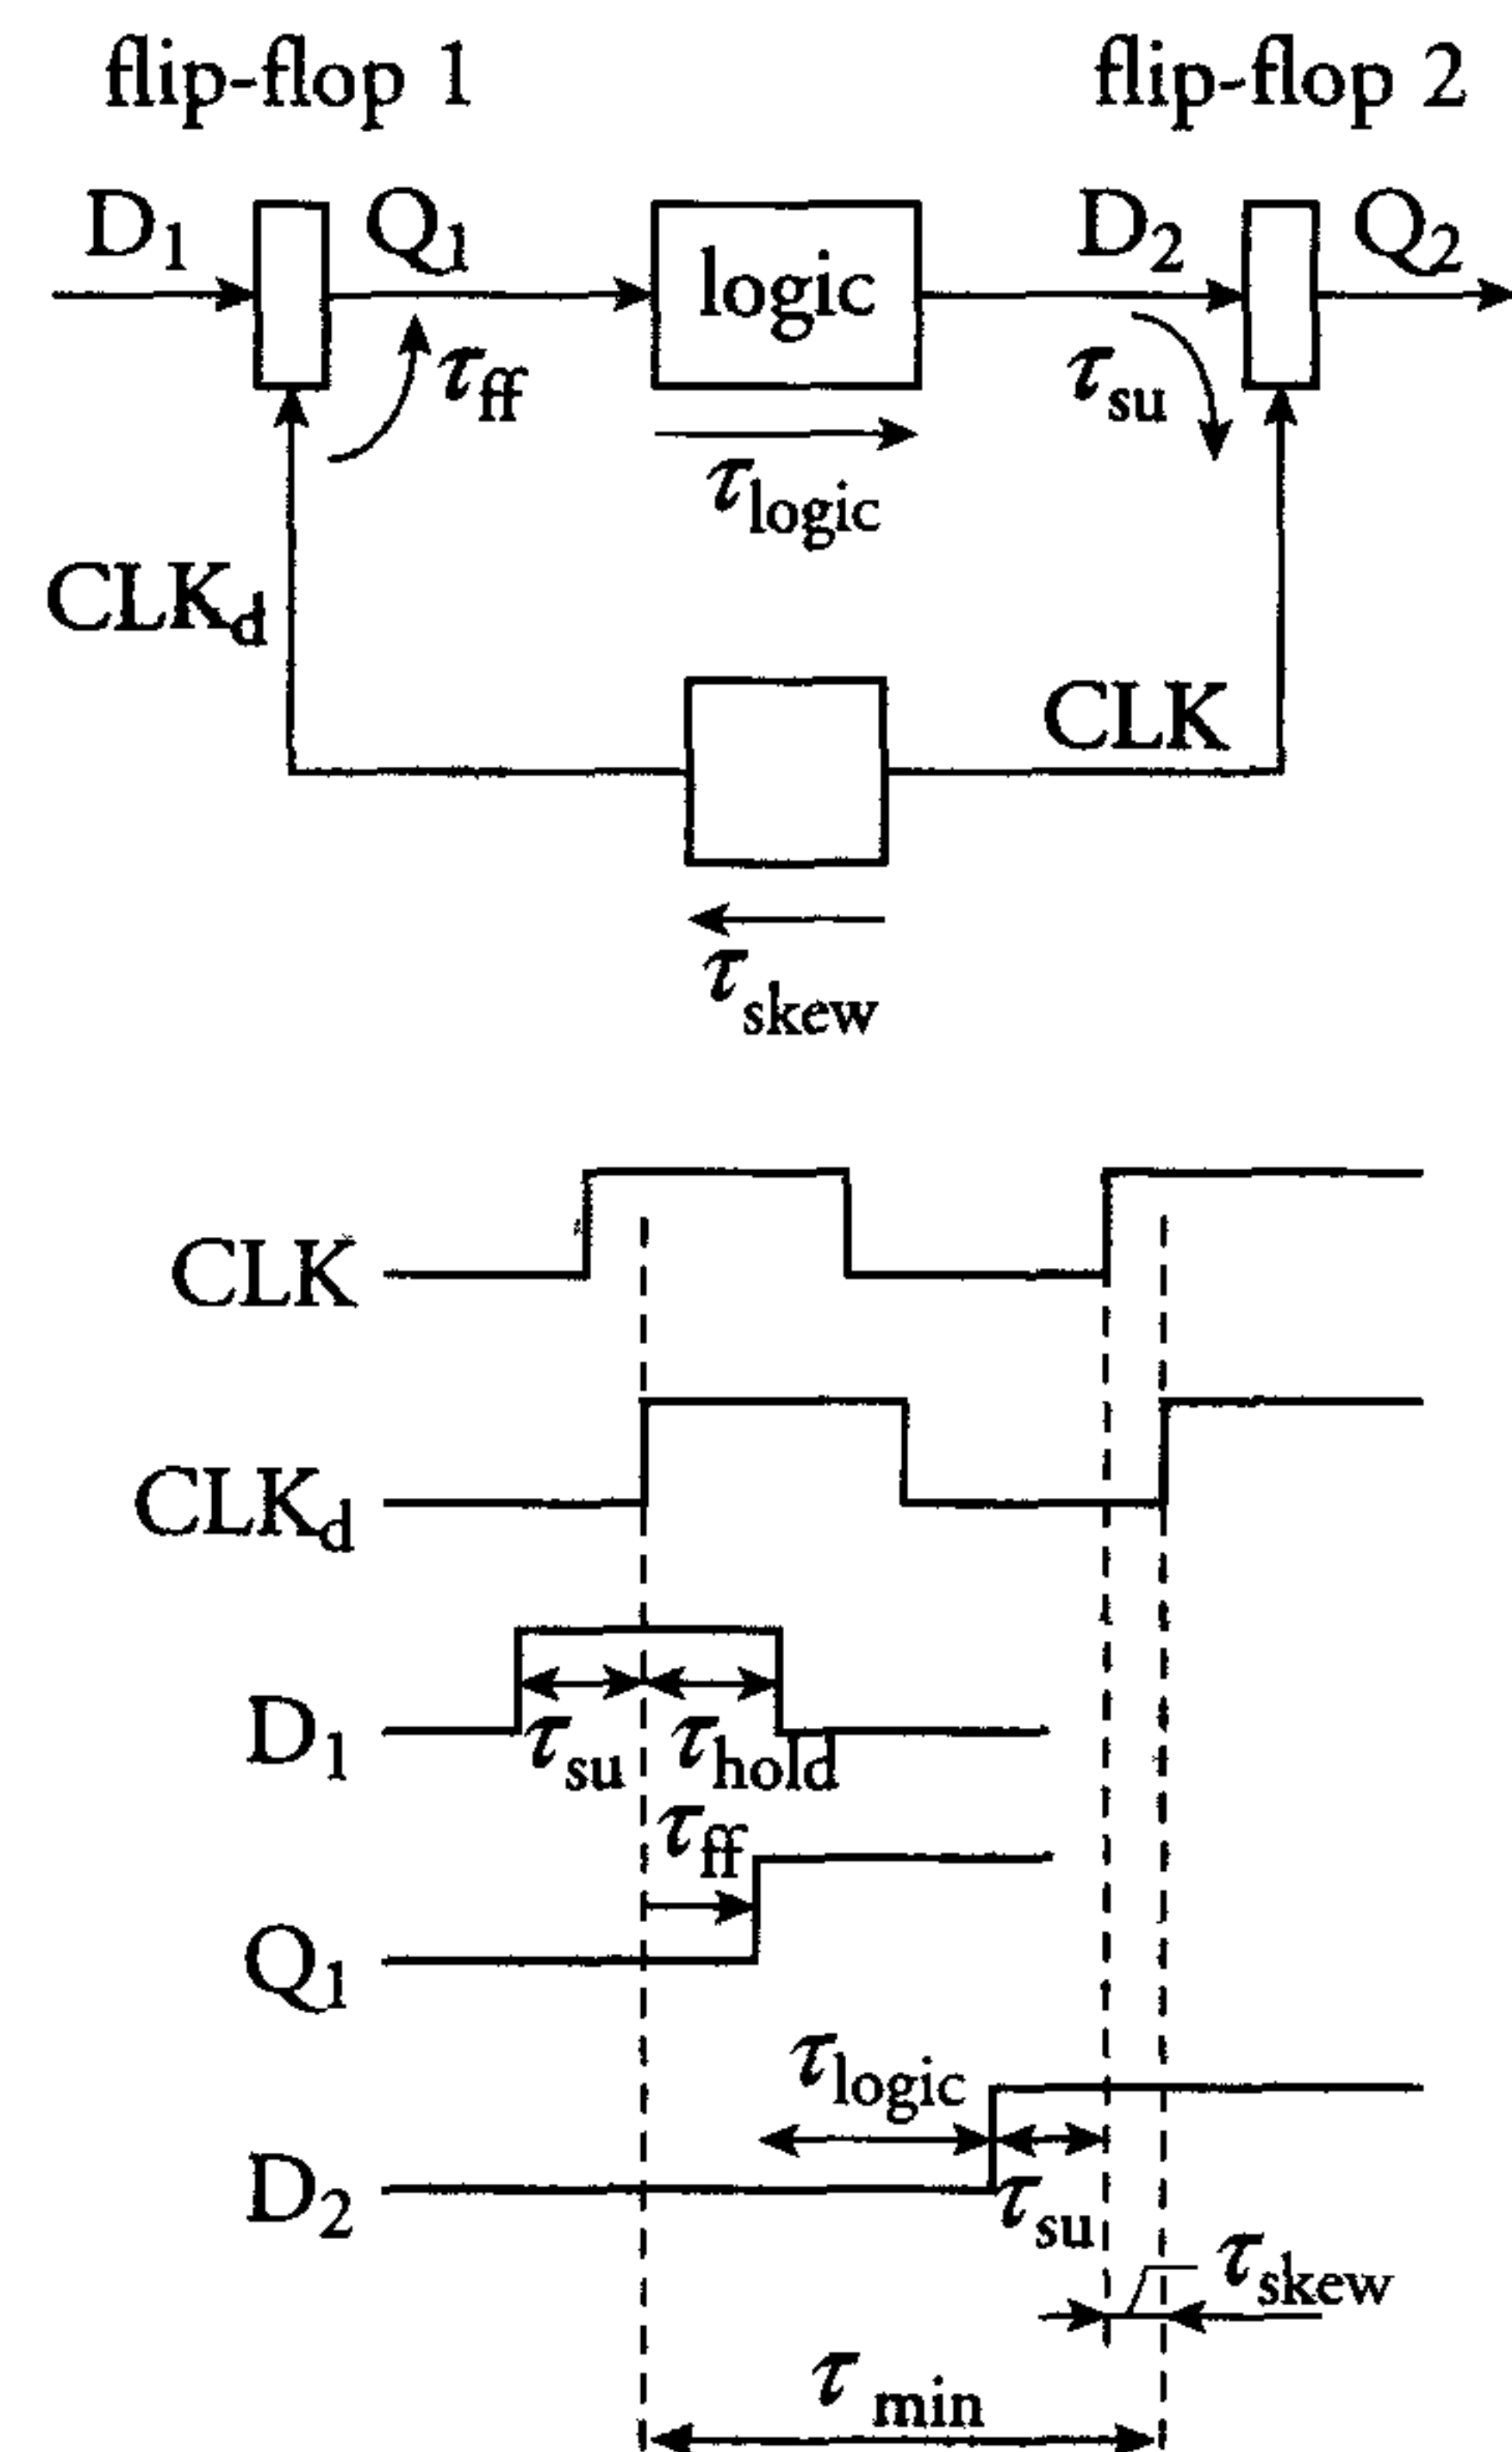 flip-flop 1 flip-flop 2
D₁ Q₁ logic D₂ Q₂
τff τsu
τlogic
CLKd
CLK
τskew
CLK
CLKd
D₁ τsu τhold
τff
Q₁
τlogic
D₂ τsu
τskew
τ min